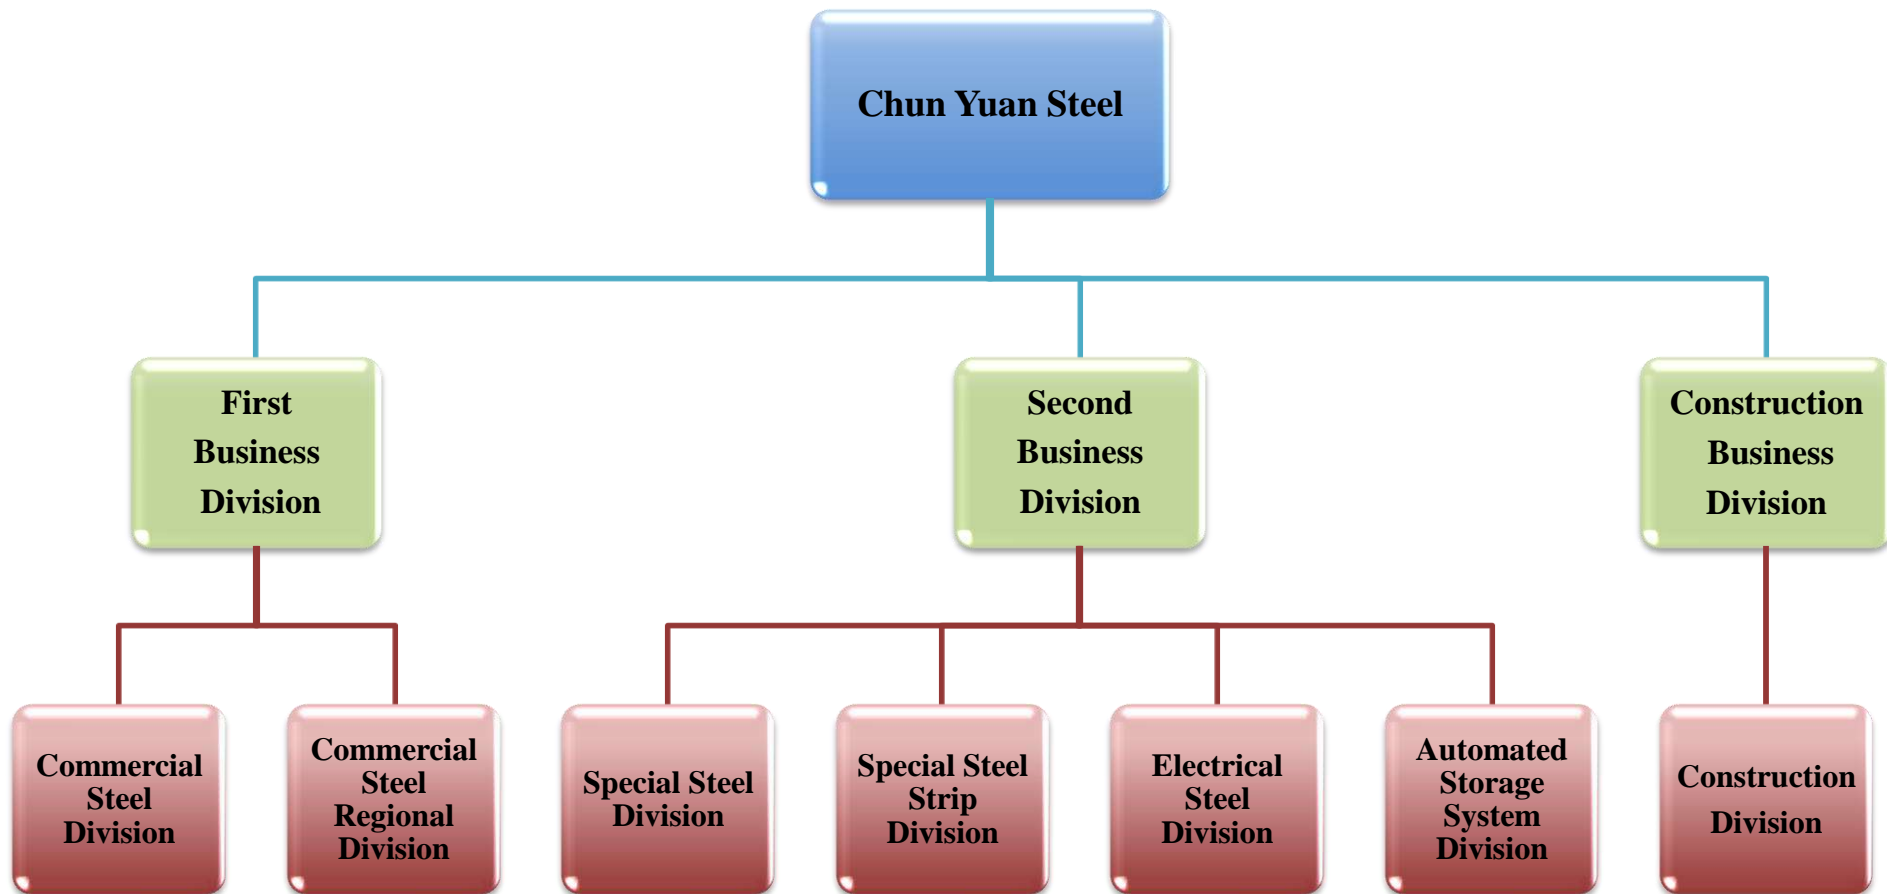 Chun Yuan Steel
First
Business
Division
Second
Business
Division
Construction
Business
Division
Commercial
Steel
Division
Commercial
Steel
Regional
Division
Special Steel
Division
Special Steel
Strip
Division
Electrical
Steel
Division
Automated
Storage
System
Division
Construction
Division